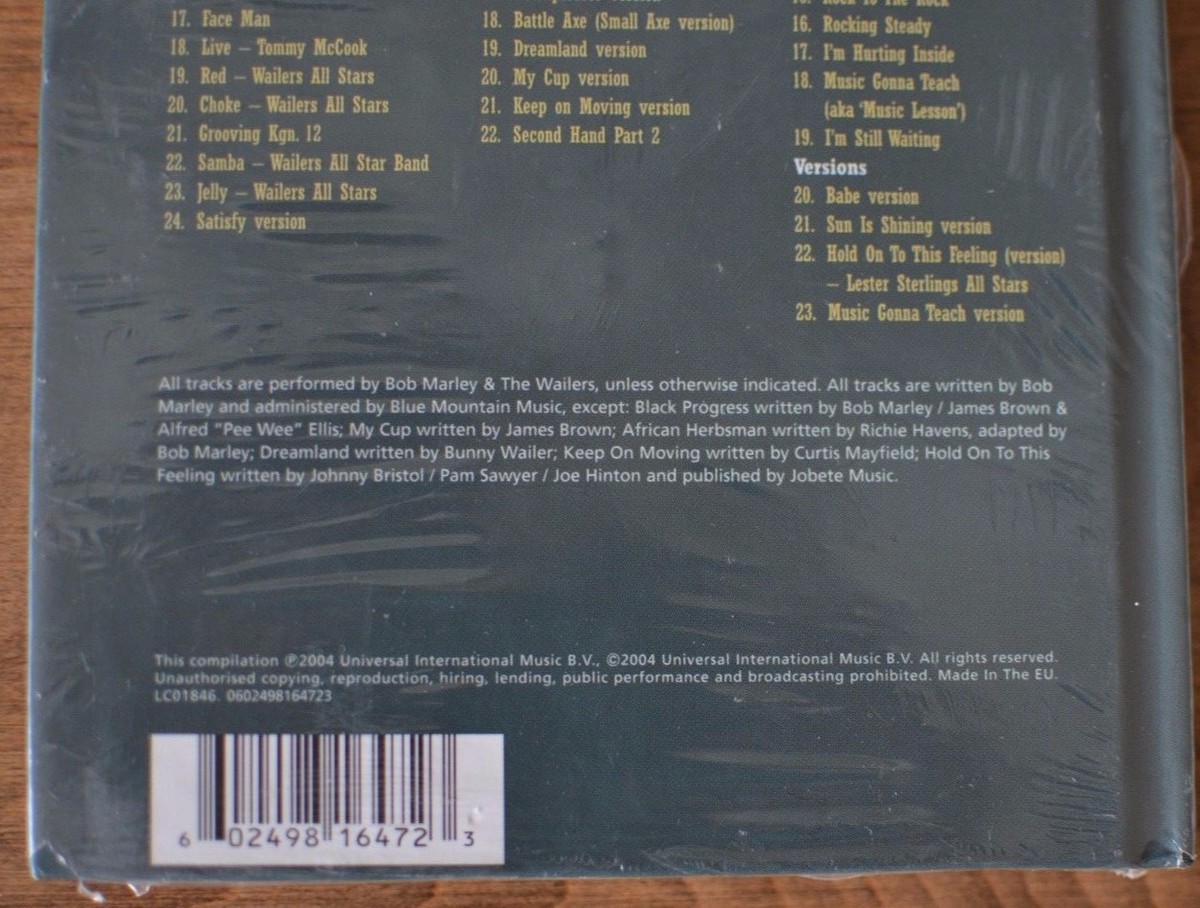 17. Face Man
18. Live – Tommy McCook
19. Red – Wailers All Stars
20. Choke – Wailers All Stars
21. Grooving Kgn. 12
22. Samba – Wailers All Star Band
23. Jelly – Wailers All Stars
24. Satisfy version
18. Battle Axe (Small Axe version)
19. Dreamland version
20. My Cup version
21. Keep on Moving version
22. Second Hand Part 2
16. Rocking Steady
17. I'm Hurting Inside
18. Music Gonna Teach
(aka 'Music Lesson')
19. I'm Still Waiting
Versions
20. Babe version
21. Sun Is Shining version
22. Hold On To This Feeling (version)
– Lester Sterlings All Stars
23. Music Gonna Teach version
All tracks are performed by Bob Marley & The Wailers, unless otherwise indicated. All tracks are written by Bob
Marley and administered by Blue Mountain Music, except: Black Progress written by Bob Marley / James Brown &
Alfred "Pee Wee" Ellis; My Cup written by James Brown; African Herbsman written by Richie Havens, adapted by
Bob Marley; Dreamland written by Bunny Wailer; Keep On Moving written by Curtis Mayfield; Hold On To This
Feeling written by Johnny Bristol / Pam Sawyer / Joe Hinton and published by Jobete Music.
This compilation ℗2004 Universal International Music B.V., ©2004 Universal International Music B.V. All rights reserved.
Unauthorised copying, reproduction, hiring, lending, public performance and broadcasting prohibited. Made In The EU.
LC01846. 0602498164723
6 02498 16472 3